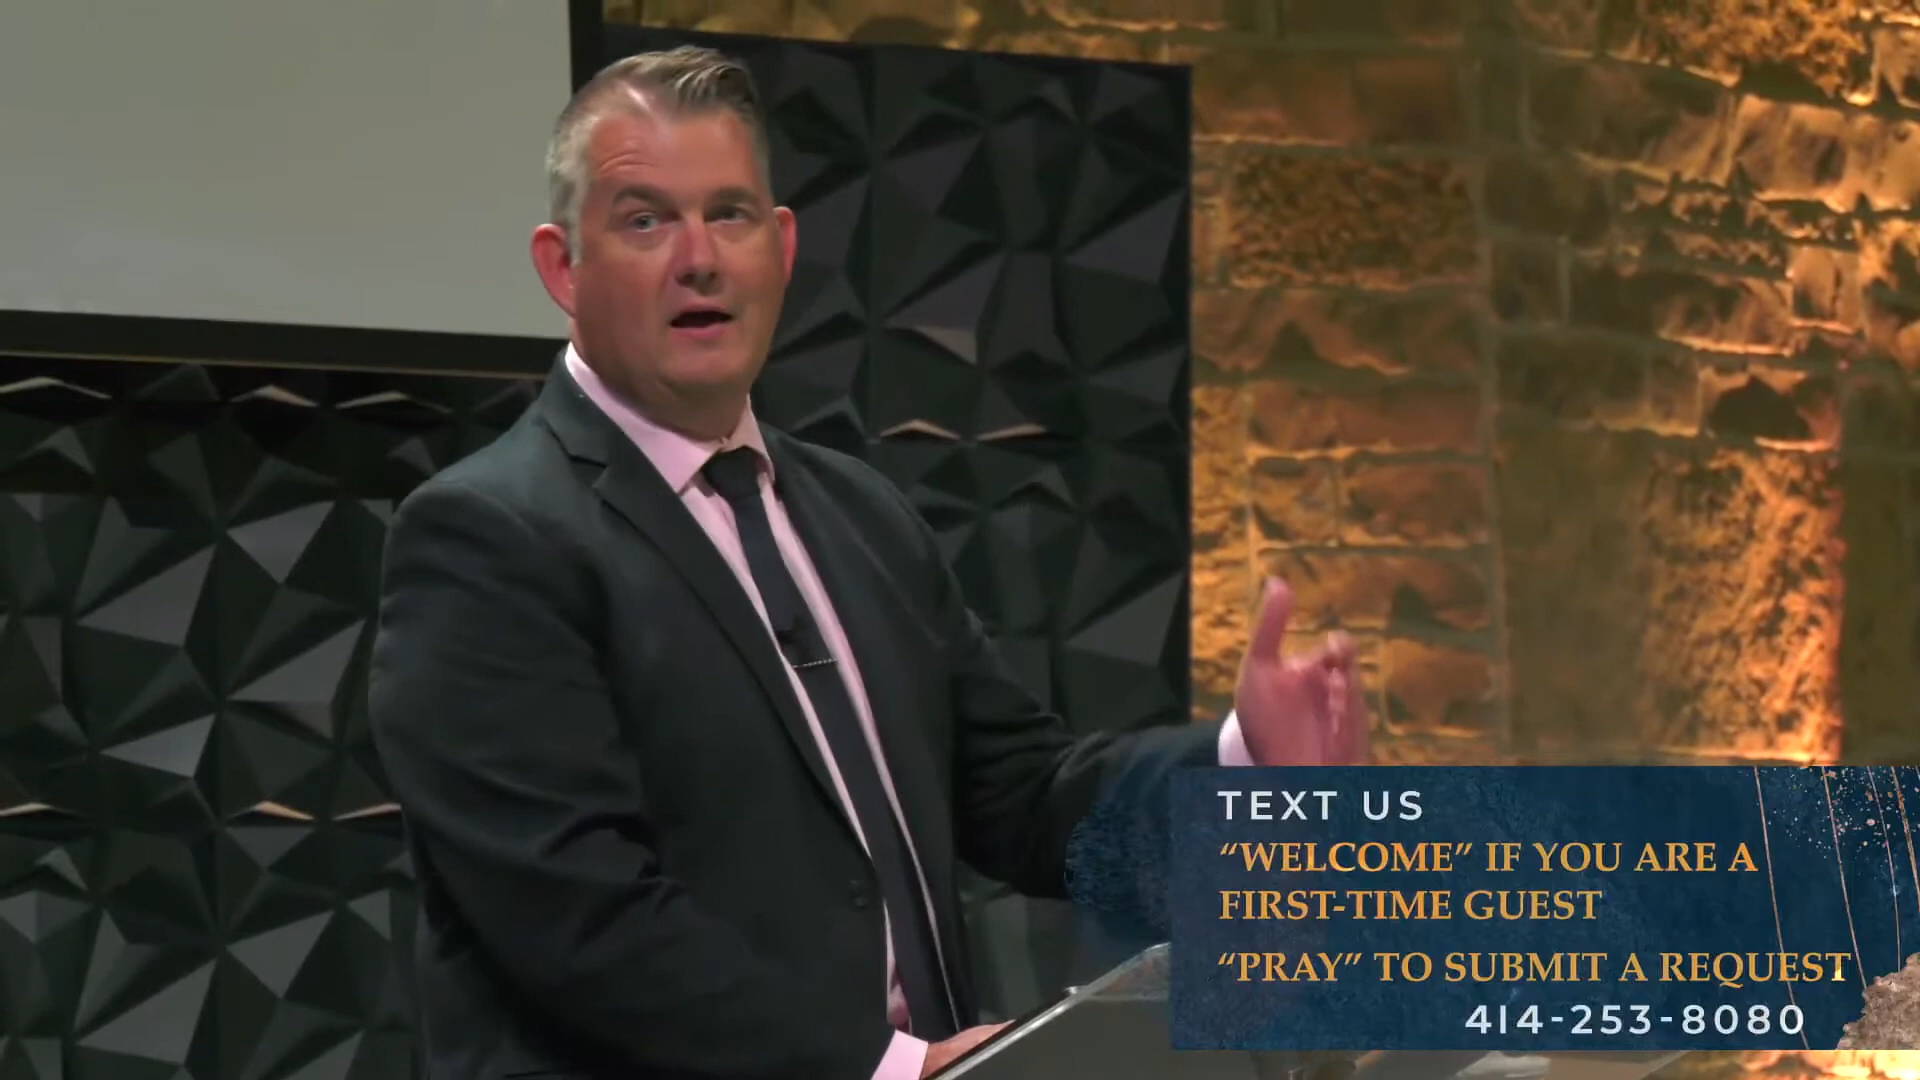 TEXT US
“WELCOME” IF YOU ARE A
FIRST-TIME GUEST
“PRAY” TO SUBMIT A REQUEST
414-253-8080